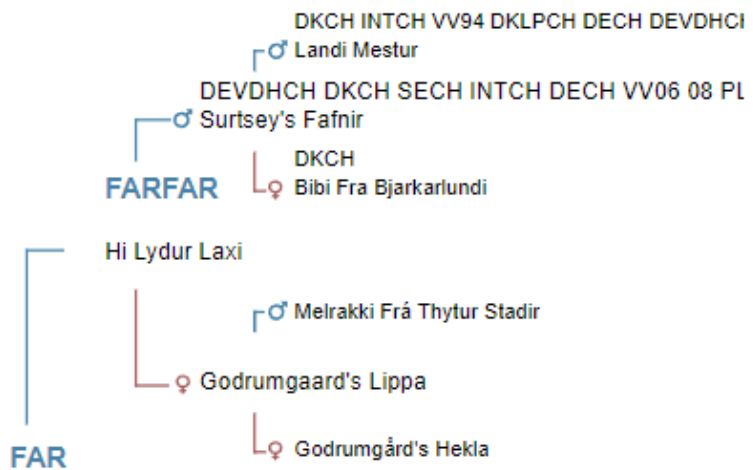 DKCH INTCH VV94 DKLPCH DECH DEVDHCH
Landi Mestur
DEVDHCH DKCH SECH INTCH DECH VV06 08 PL
Surtsey's Fafnir
DKCH
FARFAR
Bibi Fra Bjarkarlundi
Hi Lydur Laxi
Melrakki Frá Thytur Stadir
Godrumgaard's Lippa
Godrumgård's Hekla
FAR